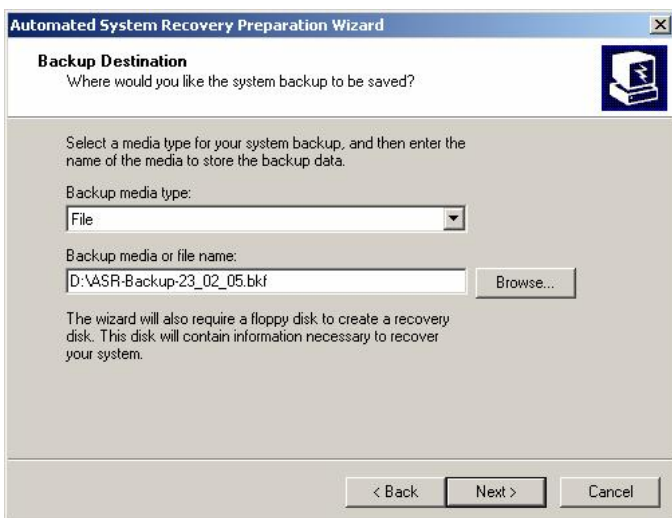 Automated System Recovery Preparation Wizard
Backup Destination
Where would you like the system backup to be saved?
Select a media type for your system backup, and then enter the
name of the media to store the backup data.
Backup media type:
File
Backup media or file name:
D:\ASR-Backup-23_02_05.bkf
Browse...
The wizard will also require a floppy disk to create a recovery
disk. This disk will contain information necessary to recover
your system.
< Back
Next >
Cancel